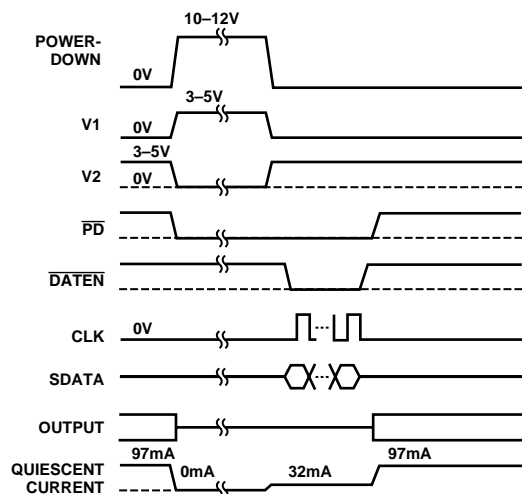 10–12V
POWER-
DOWN
0V
3–5V
V1
0V
3–5V
V2
0V
PD
DATEN
CLK
0V
SDATA
OUTPUT
97mA
97mA
QUIESCENT
CURRENT
0mA
32mA